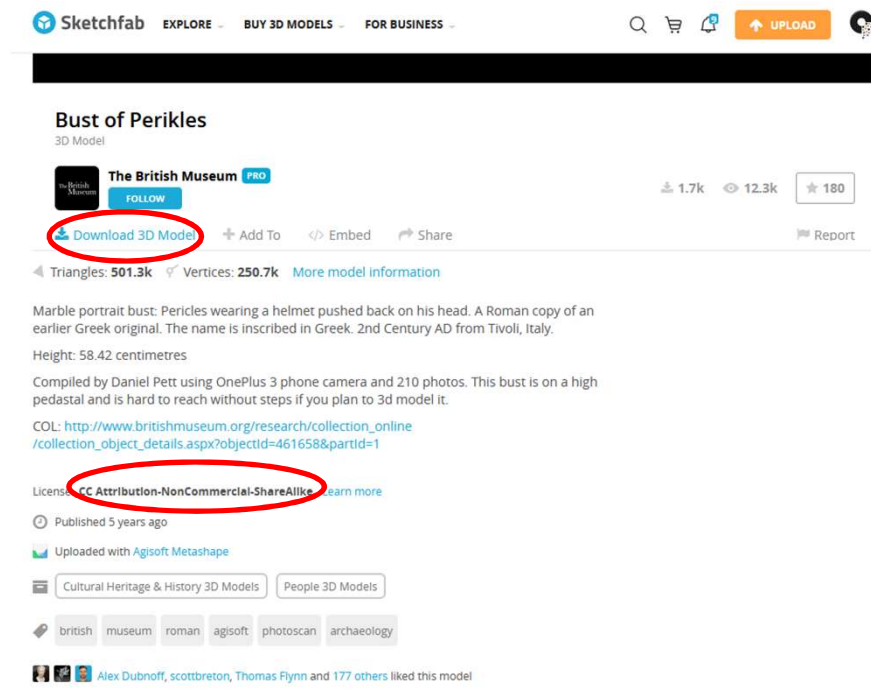 Sketchfab EXPLORE BUY 3D MODELS FOR BUSINESS UPLOAD
Bust of Perikles
3D Model
The British Museum
The British Museum PRO
FOLLOW
1.7k 12.3k 180
Download 3D Model Add To </> Embed Share Report
Triangles: 501.3k Vertices: 250.7k More model information
Marble portrait bust: Pericles wearing a helmet pushed back on his head. A Roman copy of an
earlier Greek original. The name is inscribed in Greek. 2nd Century AD from Tivoli, Italy.
Height: 58.42 centimetres
Compiled by Daniel Pett using OnePlus 3 phone camera and 210 photos. This bust is on a high
pedastal and is hard to reach without steps if you plan to 3d model it.
COL: http://www.britishmuseum.org/research/collection_online
/collection_object_details.aspx?objectId=461658&partId=1
License: CC Attribution-NonCommercial-ShareAlike Learn more
Published 5 years ago
Uploaded with Agisoft Metashape
Cultural Heritage & History 3D Models People 3D Models
british museum roman agisoft photoscan archaeology
Alex Dubnoff, scottbreton, Thomas Flynn and 177 others liked this model